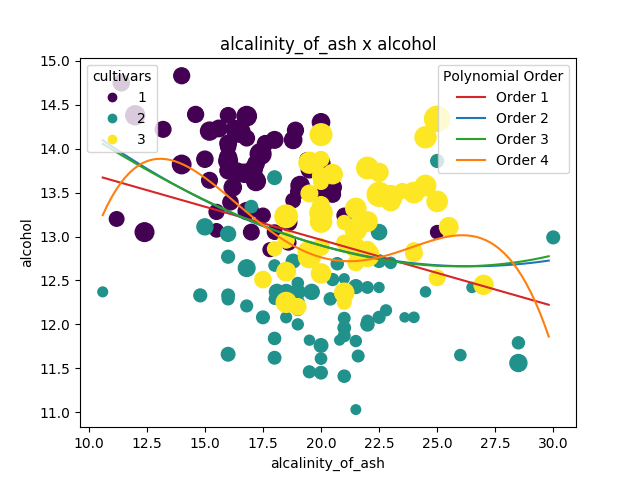 alcalinity_of_ash x alcohol
cultivars
1
2
3
Polynomial Order
Order 1
Order 2
Order 3
Order 4
alcohol
15.0
14.5
14.0
13.5
13.0
12.5
12.0
11.5
11.0
10.0 12.5 15.0 17.5 20.0 22.5 25.0 27.5 30.0
alcalinity_of_ash